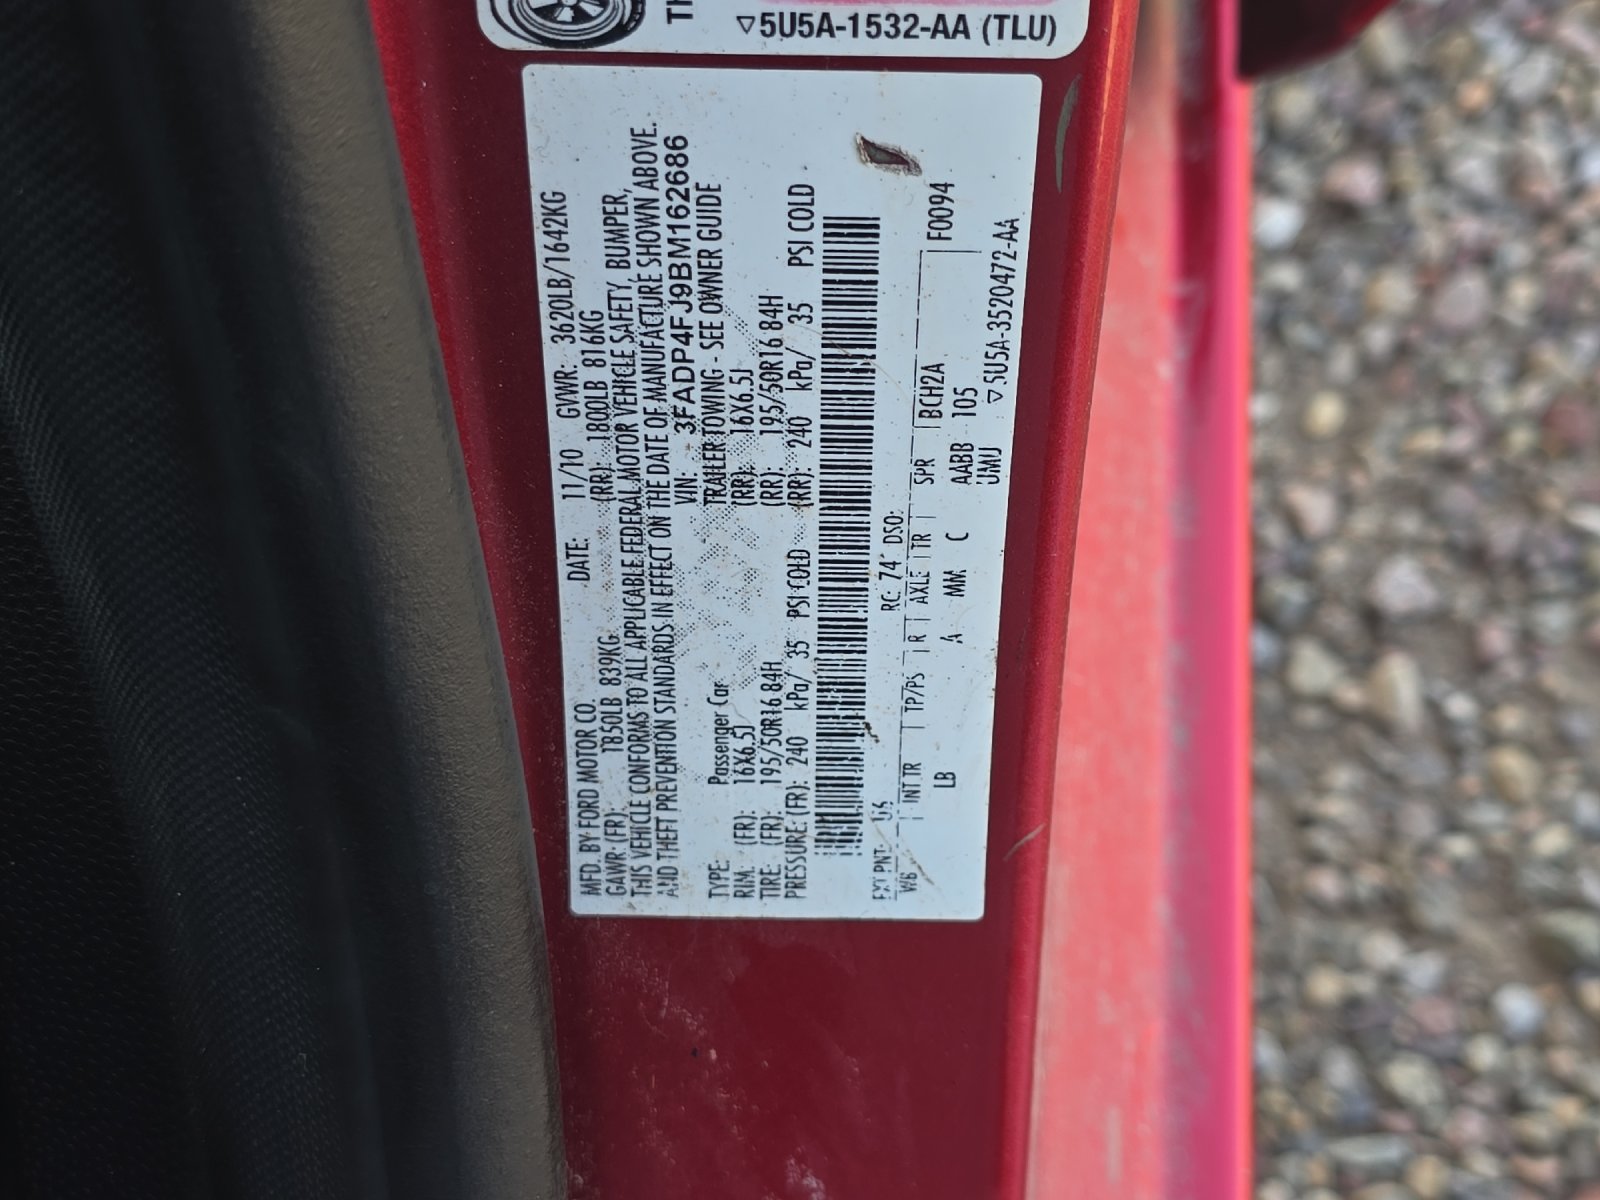 ▽5U5A-1532-AA (TLU)
MFD. BY FORD MOTOR CO.
DATE: 11/10 GVWR: 3620LB/1642KG
GAWR: (FR): 1850LB 839KG (RR): 1800LB 816KG
THIS VEHICLE CONFORMS TO ALL APPLICABLE FEDERAL MOTOR VEHICLE SAFETY, BUMPER,
AND THEFT PREVENTION STANDARDS IN EFFECT ON THE DATE OF MANUFACTURE SHOWN ABOVE.
VIN: 3FADP4FJ9BM162686
TYPE: Passenger Car TRAILER TOWING - SEE OWNER GUIDE
RIM: (FR): 16X6.5J (RR): 16X6.5J
TIRE: (FR): 195/50R16 84H (RR): 195/50R16 84H
PRESSURE: (FR): 240 kPa/ 35 PSI COLD (RR): 240 kPa/ 35 PSI COLD
EXT PNT: U6 RC: 74 DSO:
WB INT TR TP/PS R AXLE TR SPR BCH2A F0094
LB A MM C AABB 105
UMU
▽5U5A-3520472-AA